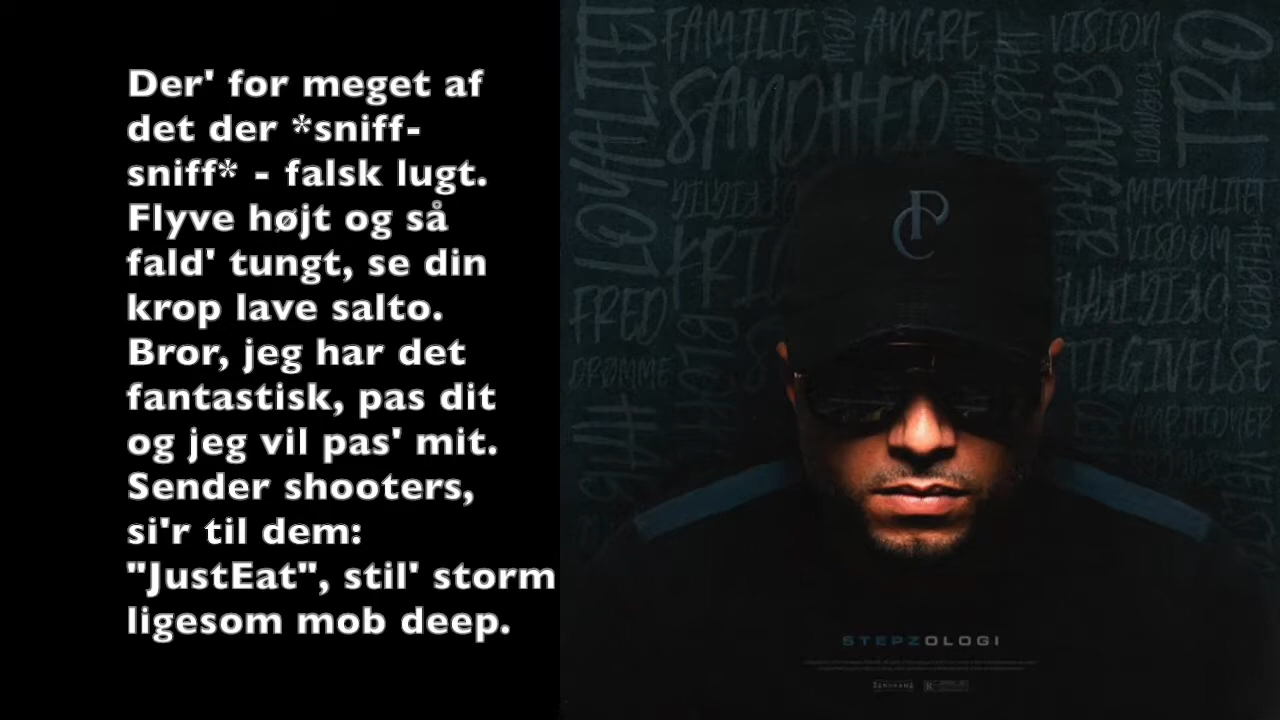 Der' for meget af
det der *sniff-
sniff* - falsk lugt.
Flyve højt og så
fald' tungt, se din
krop lave salto.
Bror, jeg har det
fantastisk, pas dit
og jeg vil pas' mit.
Sender shooters,
si'r til dem:
"JustEat", stil' storm
ligesom mob deep.
FAMILIE
ANGRE
VISION
TRO
SANDHED
LOYALITET
RESPEKT
MENTALITET
VISDOM
FRED
DRØMME
TILGIVELSE
AMBITIONER
STEPZOLOGI